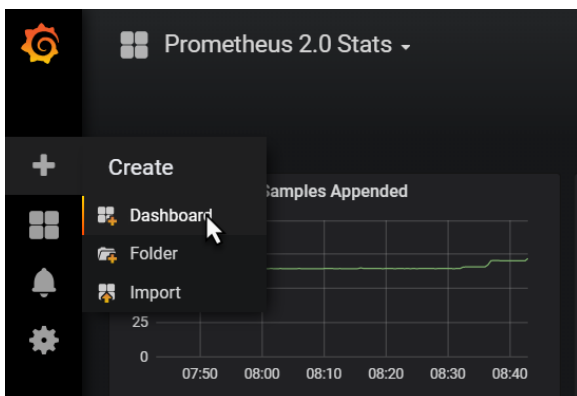 Prometheus 2.0 Stats
Create
Samples Appended
Dashboard
Folder
Import
25
0
07:50 08:00 08:10 08:20 08:30 08:40